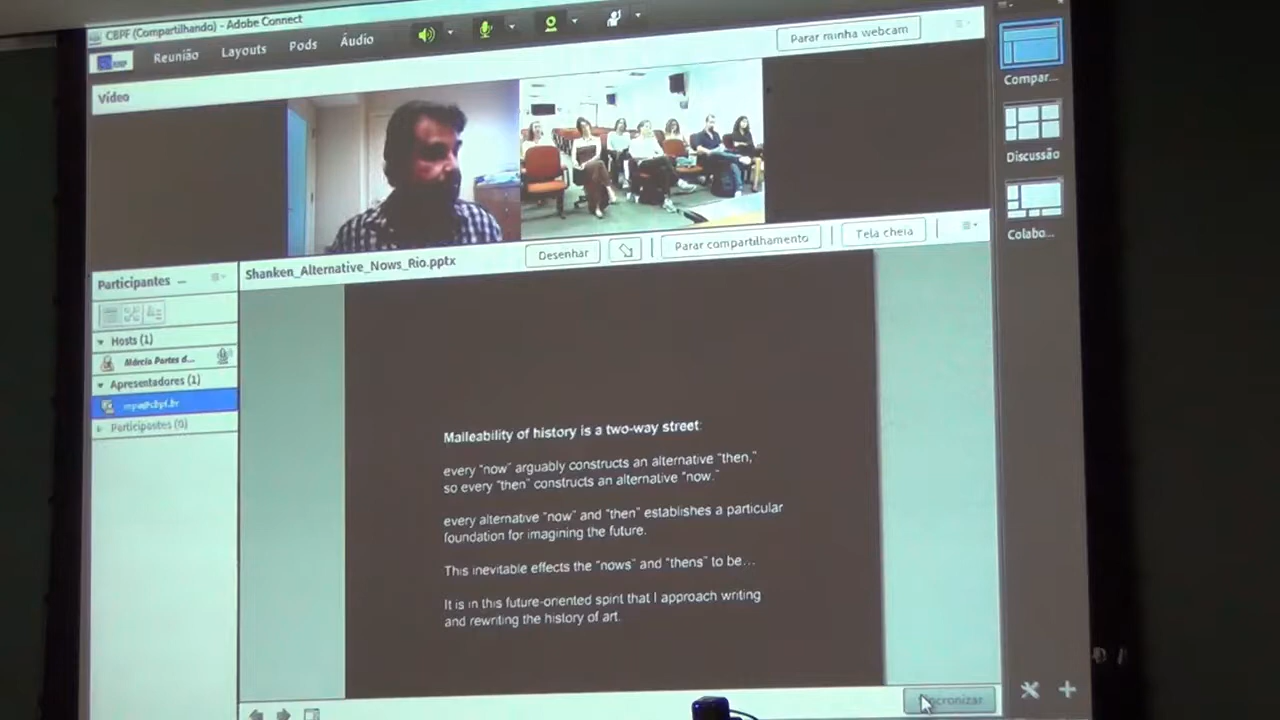 CBPF (Compartilhando) - Adobe Connect
Reunião Layouts Pods Áudio
Parar minha webcam
Vídeo
Compar...
Discussão
Colabo...
Desenhar
Parar compartilhamento
Tela cheia
Participantes
Shanken_Alternative_Nows_Rio.pptx
Hosts (1)
Márcia Portes d...
Apresentadores (1)
Participantes (0)
Malleability of history is a two-way street:
every "now" arguably constructs an alternative "then,"
so every "then" constructs an alternative "now."
every alternative "now" and "then" establishes a particular
foundation for imagining the future.
This inevitable effects the "nows" and "thens" to be...
It is in this future-oriented spirit that I approach writing
and rewriting the history of art.
Sincronizar